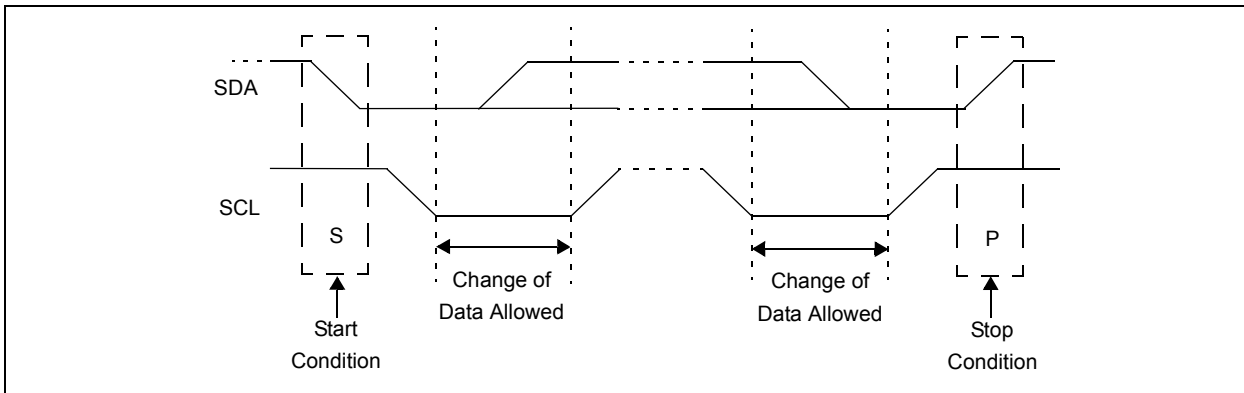 SDA
SCL
S
P
Change of
Data Allowed
Change of
Data Allowed
Start
Condition
Stop
Condition